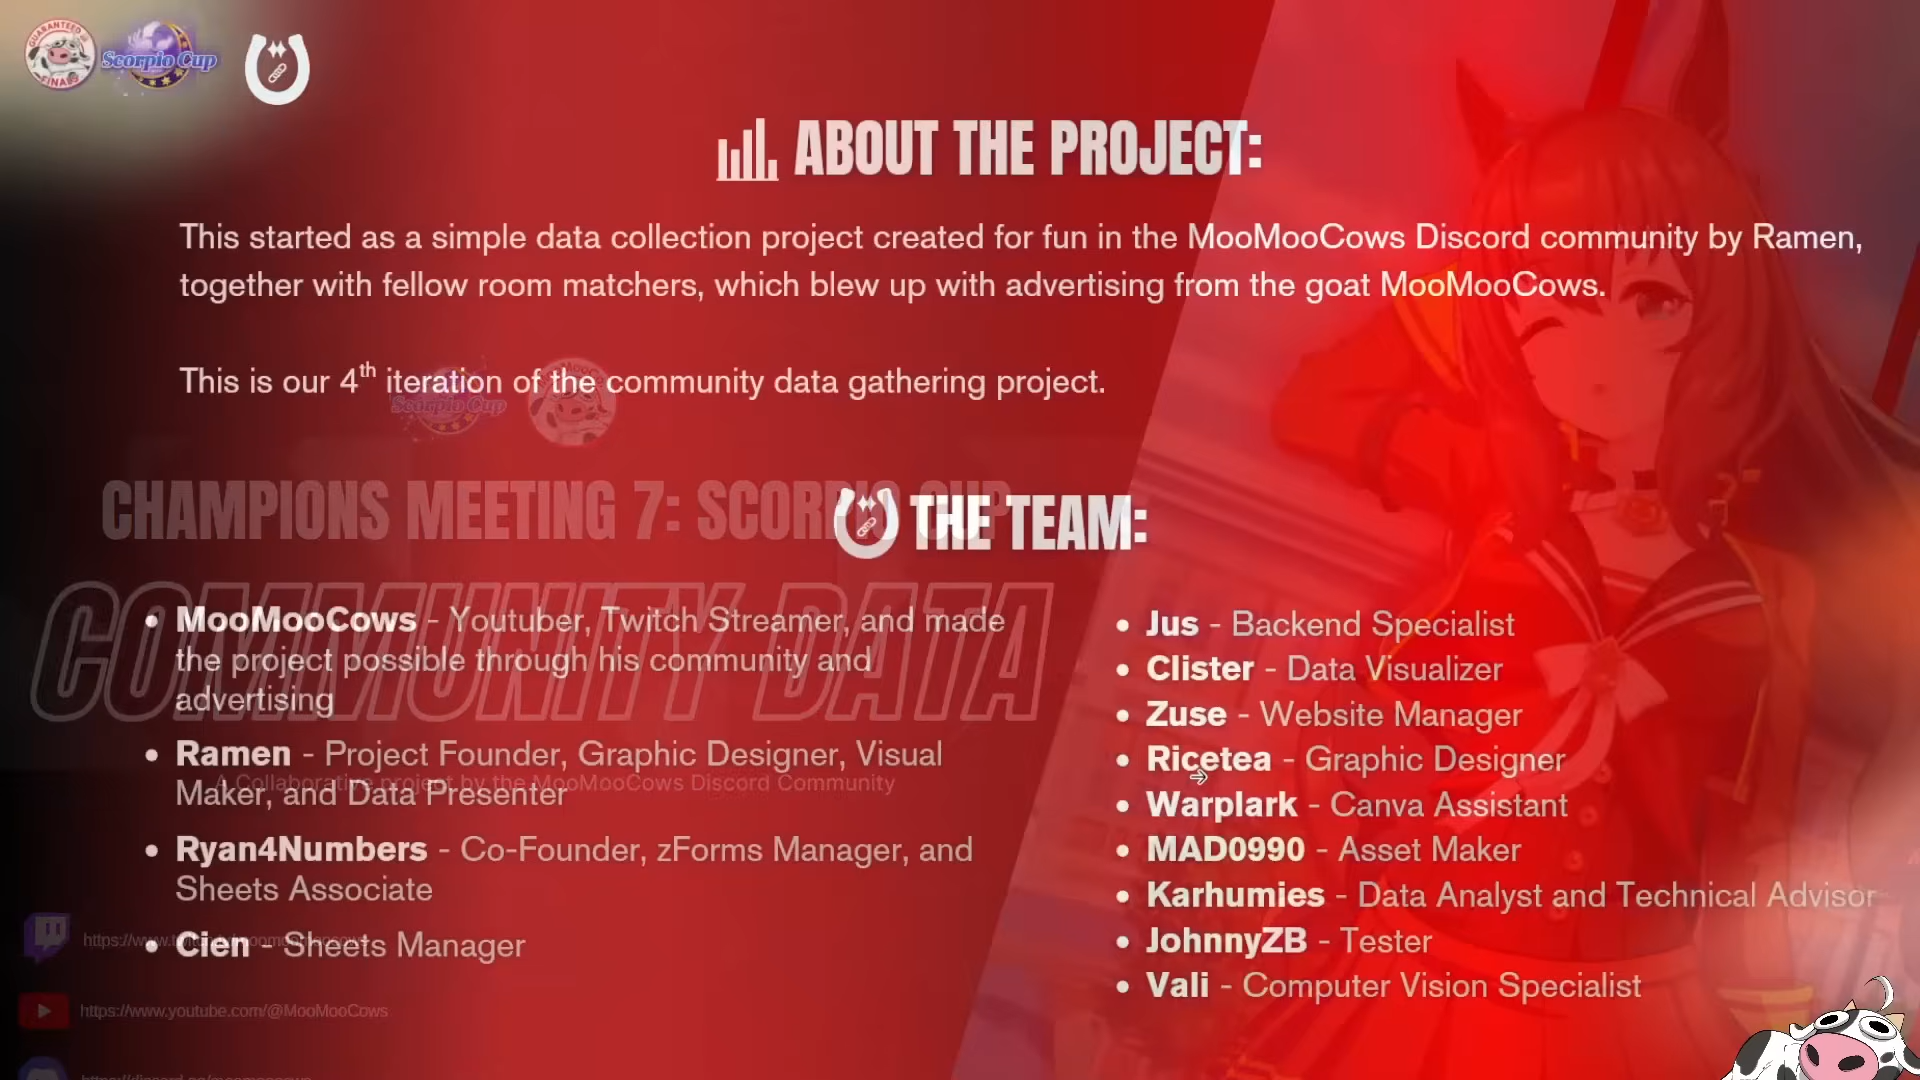 GUARANTEED FINALS
Scorpio Cup
ABOUT THE PROJECT:
This started as a simple data collection project created for fun in the MooMooCows Discord community by Ramen,
together with fellow room matchers, which blew up with advertising from the goat MooMooCows.
This is our 4th iteration of the community data gathering project.
Scorpio Cup
CHAMPIONS MEETING 7: SCORPIO CUP
THE TEAM:
COMMUNITY DATA
• MooMooCows - Youtuber, Twitch Streamer, and made
the project possible through his community and
advertising
• Ramen - Project Founder, Graphic Designer, Visual
Maker, and Data Presenter
A Collaborative project by the MooMooCows Discord Community
• Ryan4Numbers - Co-Founder, zForms Manager, and
Sheets Associate
• Cien - Sheets Manager
https://www.youtube.com/@MooMooCows
• Jus - Backend Specialist
• Clister - Data Visualizer
• Zuse - Website Manager
• Ricetea - Graphic Designer
• Warplark - Canva Assistant
• MAD0990 - Asset Maker
• Karhumies - Data Analyst and Technical Advisor
• JohnnyZB - Tester
• Vali - Computer Vision Specialist